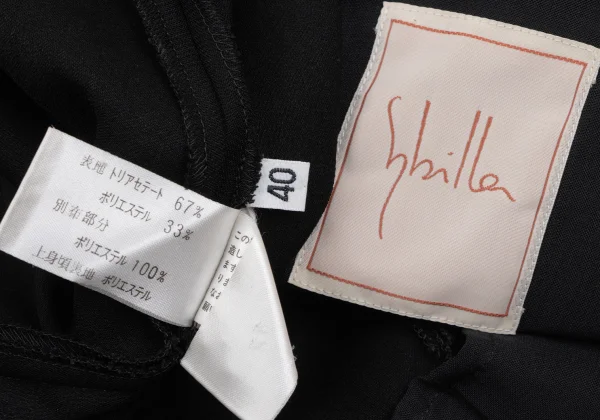 表地 トリアセテート 67%
ポリエステル 33%
別布部分
ポリエステル 100%
上身頃裏地 ポリエステル
40
Sybilla